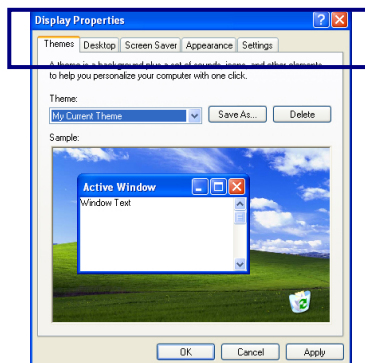 Display Properties
Themes Desktop Screen Saver Appearance Settings
A theme is a background plus a set of sounds, icons, and other elements
to help you personalize your computer with one click.
Theme:
My Current Theme Save As... Delete
Sample:
Active Window
Window Text
OK Cancel Apply